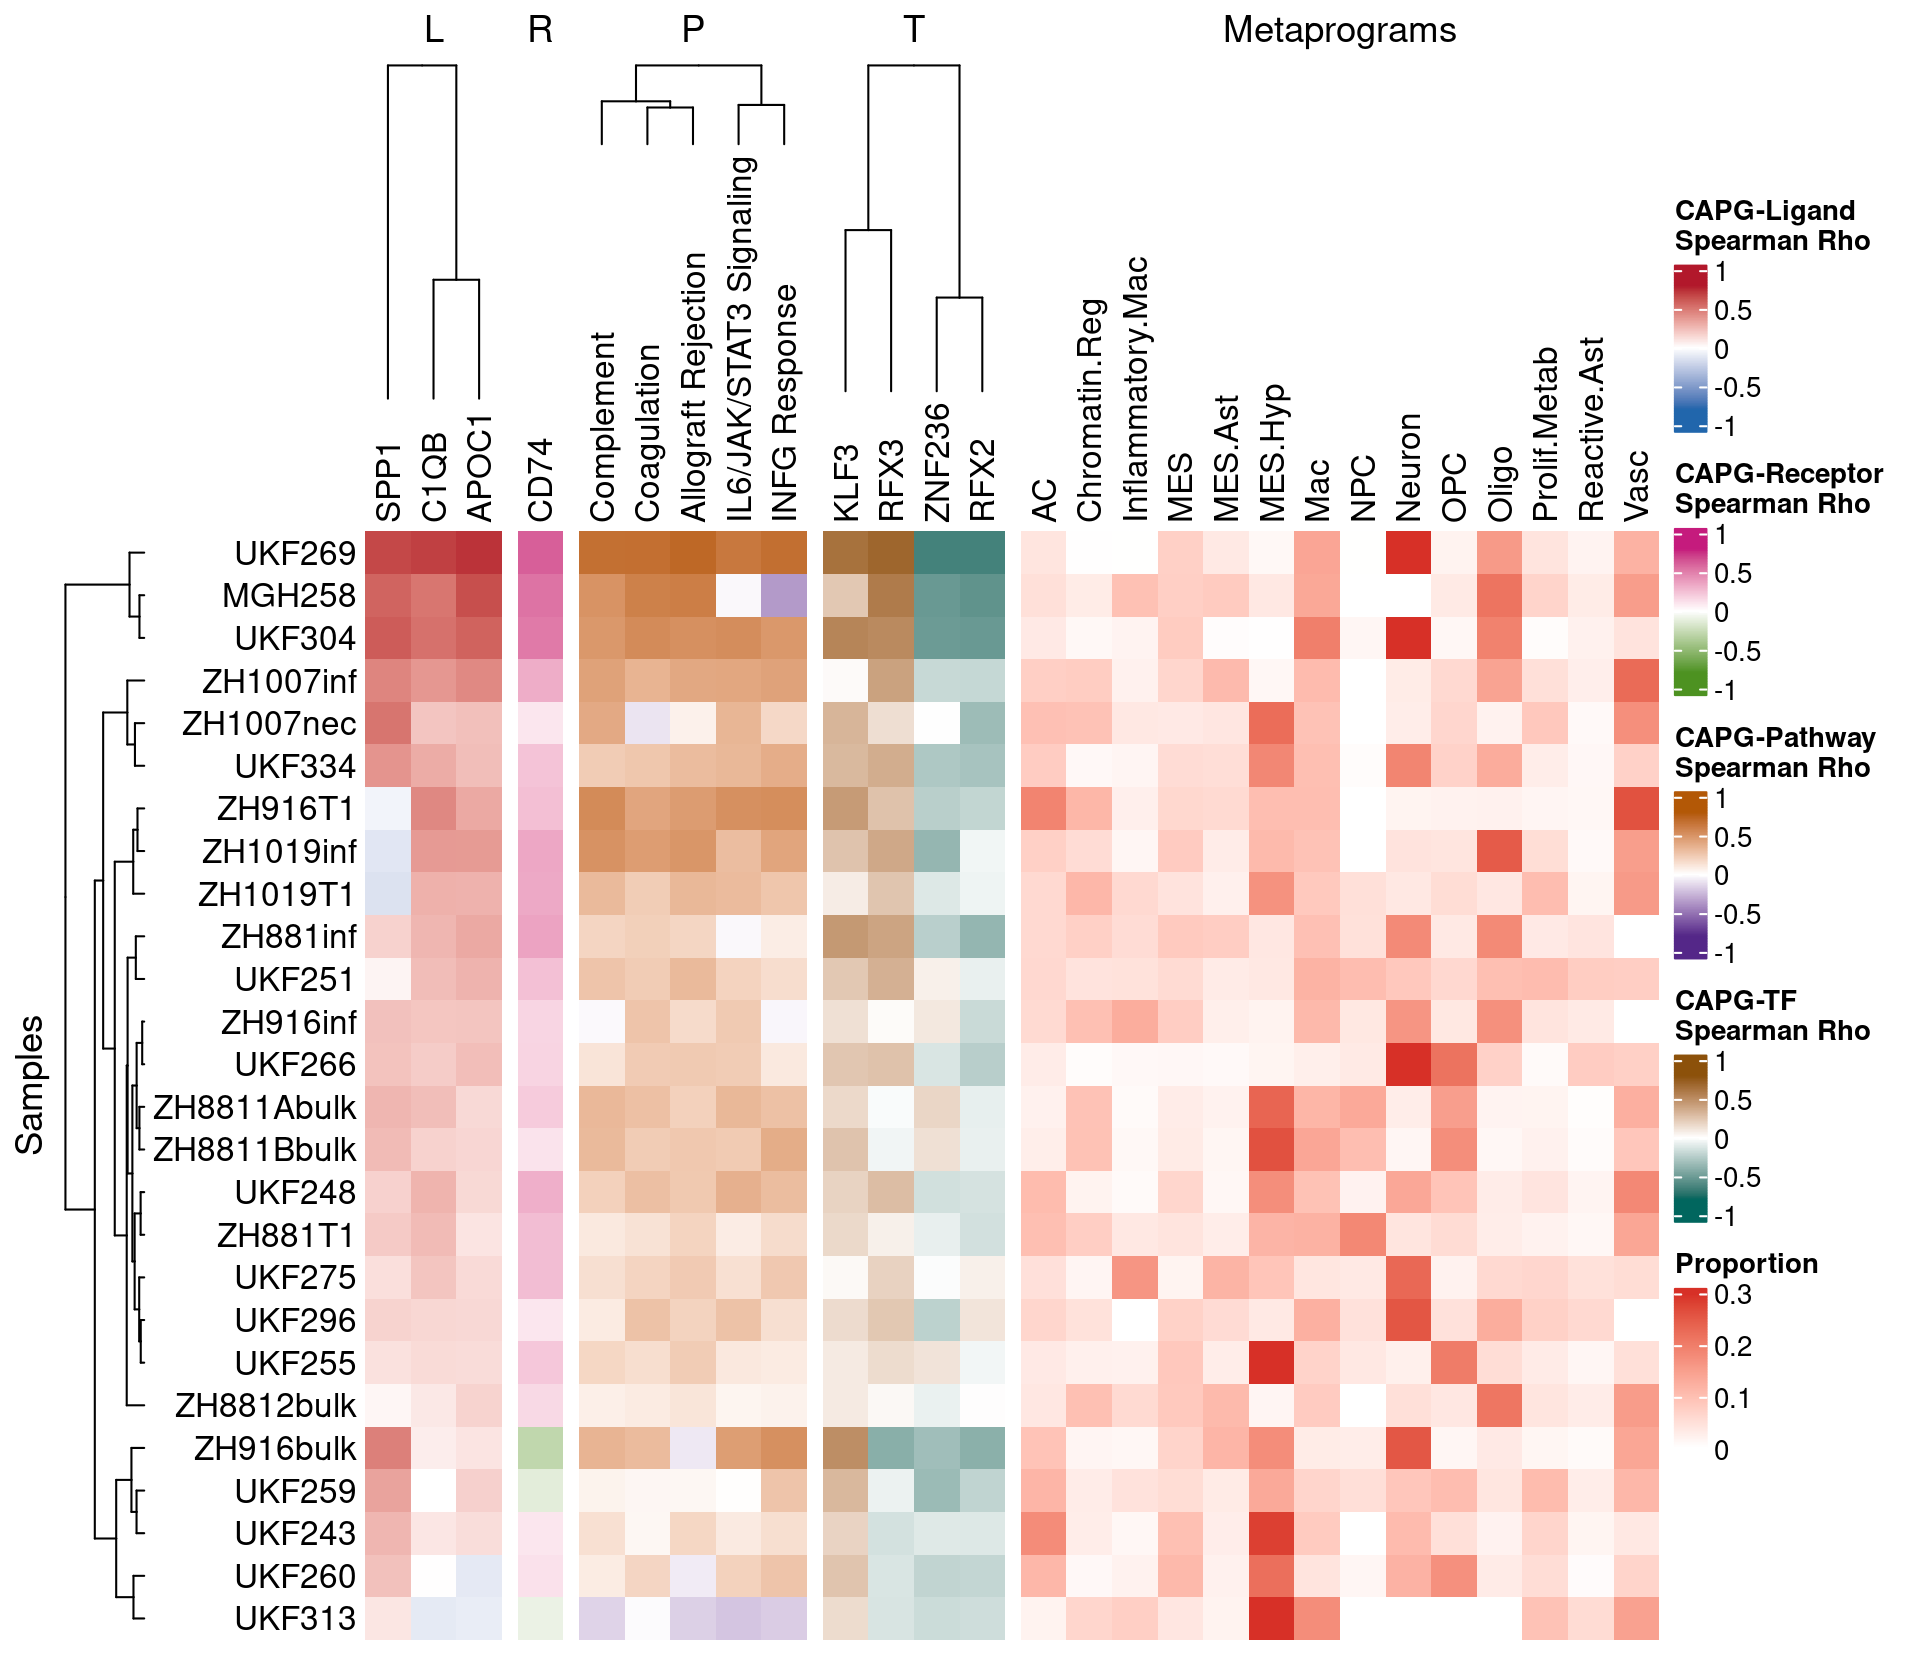 L R P T Metaprograms
SPP1
C1QB
APOC1
CD74
Complement
Coagulation
Allograft Rejection
IL6/JAK/STAT3 Signaling
INFG Response
KLF3
RFX3
ZNF236
RFX2
AC
Chromatin.Reg
Inflammatory.Mac
MES
MES.Ast
MES.Hyp
Mac
NPC
Neuron
OPC
Oligo
Prolif.Metab
Reactive.Ast
Vasc
Samples
UKF269
MGH258
UKF304
ZH1007inf
ZH1007nec
UKF334
ZH916T1
ZH1019inf
ZH1019T1
ZH881inf
UKF251
ZH916inf
UKF266
ZH8811Abulk
ZH8811Bbulk
UKF248
ZH881T1
UKF275
UKF296
UKF255
ZH8812bulk
ZH916bulk
UKF259
UKF243
UKF260
UKF313
CAPG-Ligand
Spearman Rho
1
0.5
0
-0.5
-1
CAPG-Receptor
Spearman Rho
1
0.5
0
-0.5
-1
CAPG-Pathway
Spearman Rho
1
0.5
0
-0.5
-1
CAPG-TF
Spearman Rho
1
0.5
0
-0.5
-1
Proportion
0.3
0.2
0.1
0